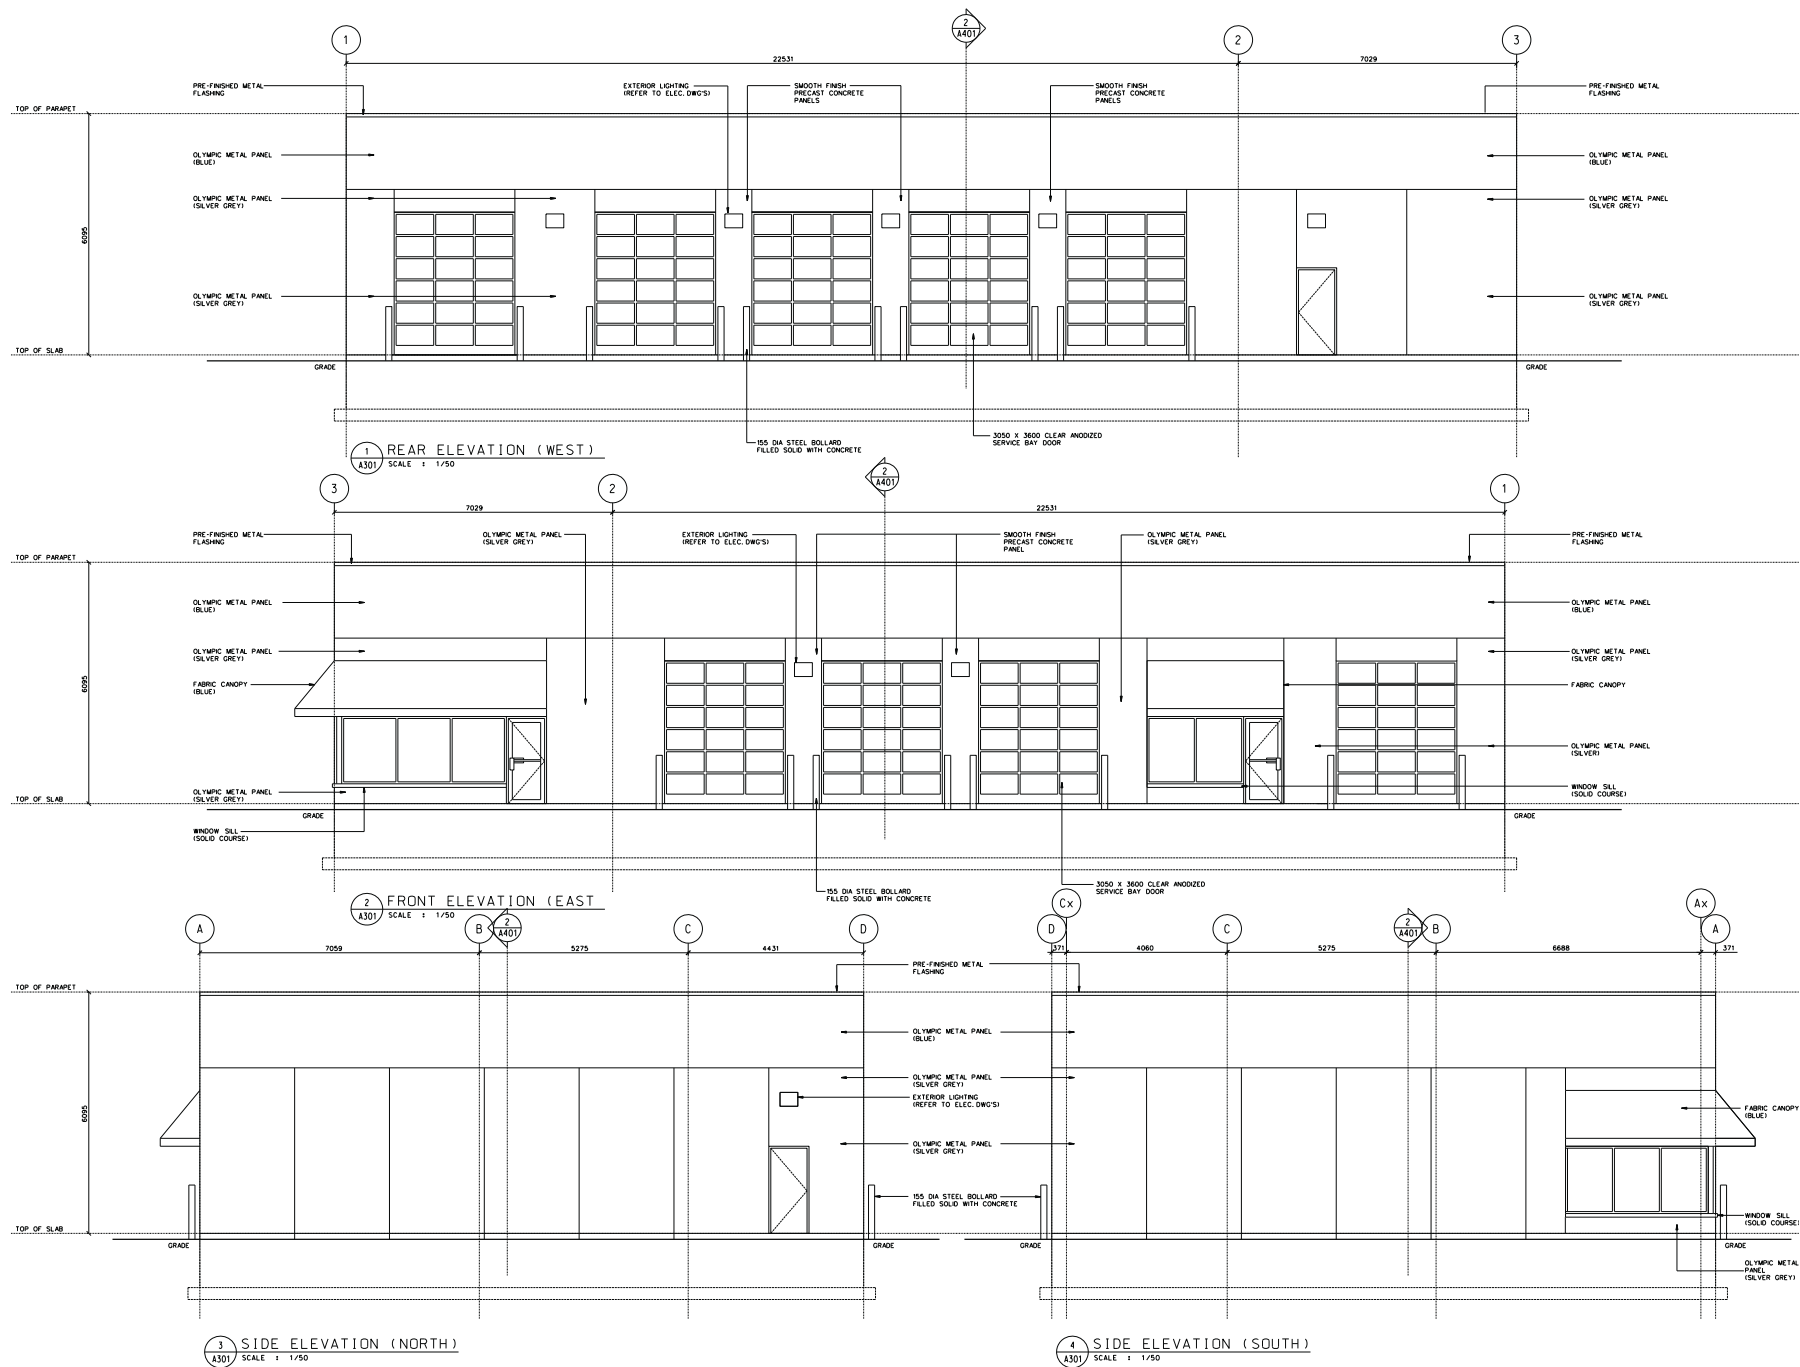 2
A401
1
2
3
22531
7029
PRE-FINISHED METAL
FLASHING
EXTERIOR LIGHTING
(REFER TO ELEC. DWG'S)
SMOOTH FINISH
PRECAST CONCRETE
PANELS
SMOOTH FINISH
PRECAST CONCRETE
PANELS
PRE-FINISHED METAL
FLASHING
TOP OF PARAPET
OLYMPIC METAL PANEL
(BLUE)
OLYMPIC METAL PANEL
(BLUE)
OLYMPIC METAL PANEL
(SILVER GREY)
OLYMPIC METAL PANEL
(SILVER GREY)
6095
OLYMPIC METAL PANEL
(SILVER GREY)
OLYMPIC METAL PANEL
(SILVER GREY)
TOP OF SLAB
GRADE
GRADE
155 DIA STEEL BOLLARD
FILLED SOLID WITH CONCRETE
3050 X 3600 CLEAR ANODIZED
SERVICE BAY DOOR
1
A301
REAR ELEVATION (WEST)
SCALE : 1/50
2
A401
3
2
1
7029
22531
PRE-FINISHED METAL
FLASHING
OLYMPIC METAL PANEL
(SILVER GREY)
EXTERIOR LIGHTING
(REFER TO ELEC. DWG'S)
SMOOTH FINISH
PRECAST CONCRETE
PANEL
OLYMPIC METAL PANEL
(SILVER GREY)
PRE-FINISHED METAL
FLASHING
TOP OF PARAPET
OLYMPIC METAL PANEL
(BLUE)
OLYMPIC METAL PANEL
(BLUE)
OLYMPIC METAL PANEL
(SILVER GREY)
OLYMPIC METAL PANEL
(SILVER GREY)
6095
FABRIC CANOPY
(BLUE)
FABRIC CANOPY
OLYMPIC METAL PANEL
(SILVER)
OLYMPIC METAL PANEL
(SILVER GREY)
WINDOW SILL
(SOLID COURSE)
TOP OF SLAB
GRADE
GRADE
WINDOW SILL
(SOLID COURSE)
155 DIA STEEL BOLLARD
FILLED SOLID WITH CONCRETE
3050 X 3600 CLEAR ANODIZED
SERVICE BAY DOOR
2
A301
FRONT ELEVATION (EAST
SCALE : 1/50
A
B
2
A401
C
D
7059
5275
4431
Cx
Ax
D
C
2
A401
B
A
371
4060
5275
6688
371
PRE-FINISHED METAL
FLASHING
TOP OF PARAPET
OLYMPIC METAL PANEL
(BLUE)
OLYMPIC METAL PANEL
(SILVER GREY)
EXTERIOR LIGHTING
(REFER TO ELEC. DWG'S)
6095
FABRIC CANOPY
(BLUE)
OLYMPIC METAL PANEL
(SILVER GREY)
155 DIA STEEL BOLLARD
FILLED SOLID WITH CONCRETE
TOP OF SLAB
WINDOW SILL
(SOLID COURSE)
GRADE
GRADE
GRADE
GRADE
OLYMPIC METAL
PANEL
(SILVER GREY)
3
A301
SIDE ELEVATION (NORTH)
SCALE : 1/50
4
A301
SIDE ELEVATION (SOUTH)
SCALE : 1/50